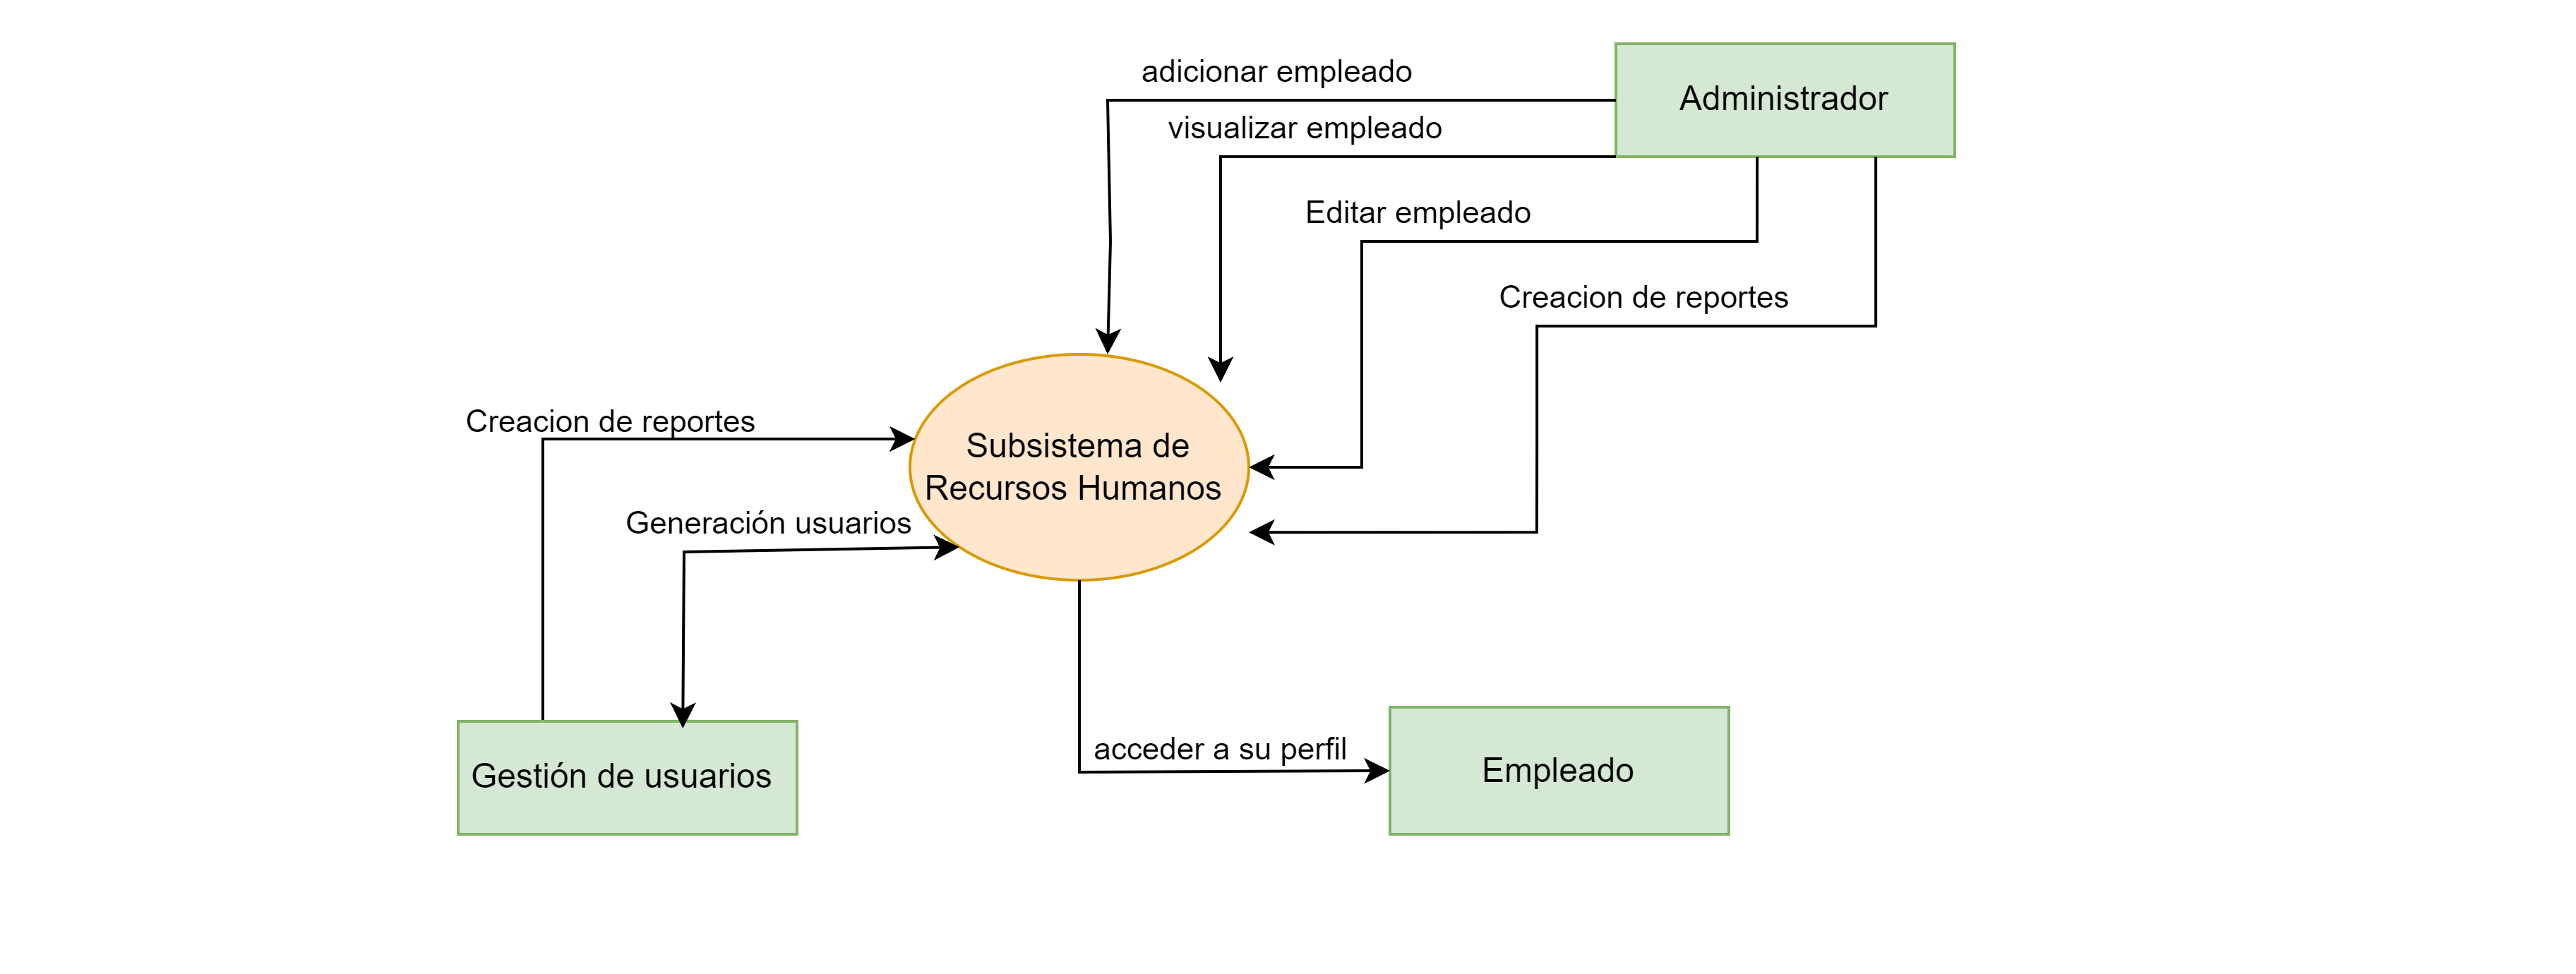 adicionar empleado
Administrador
visualizar empleado
Editar empleado
Creacion de reportes
Creacion de reportes
Subsistema de
Recursos Humanos
Generación usuarios
acceder a su perfil
Gestión de usuarios
Empleado